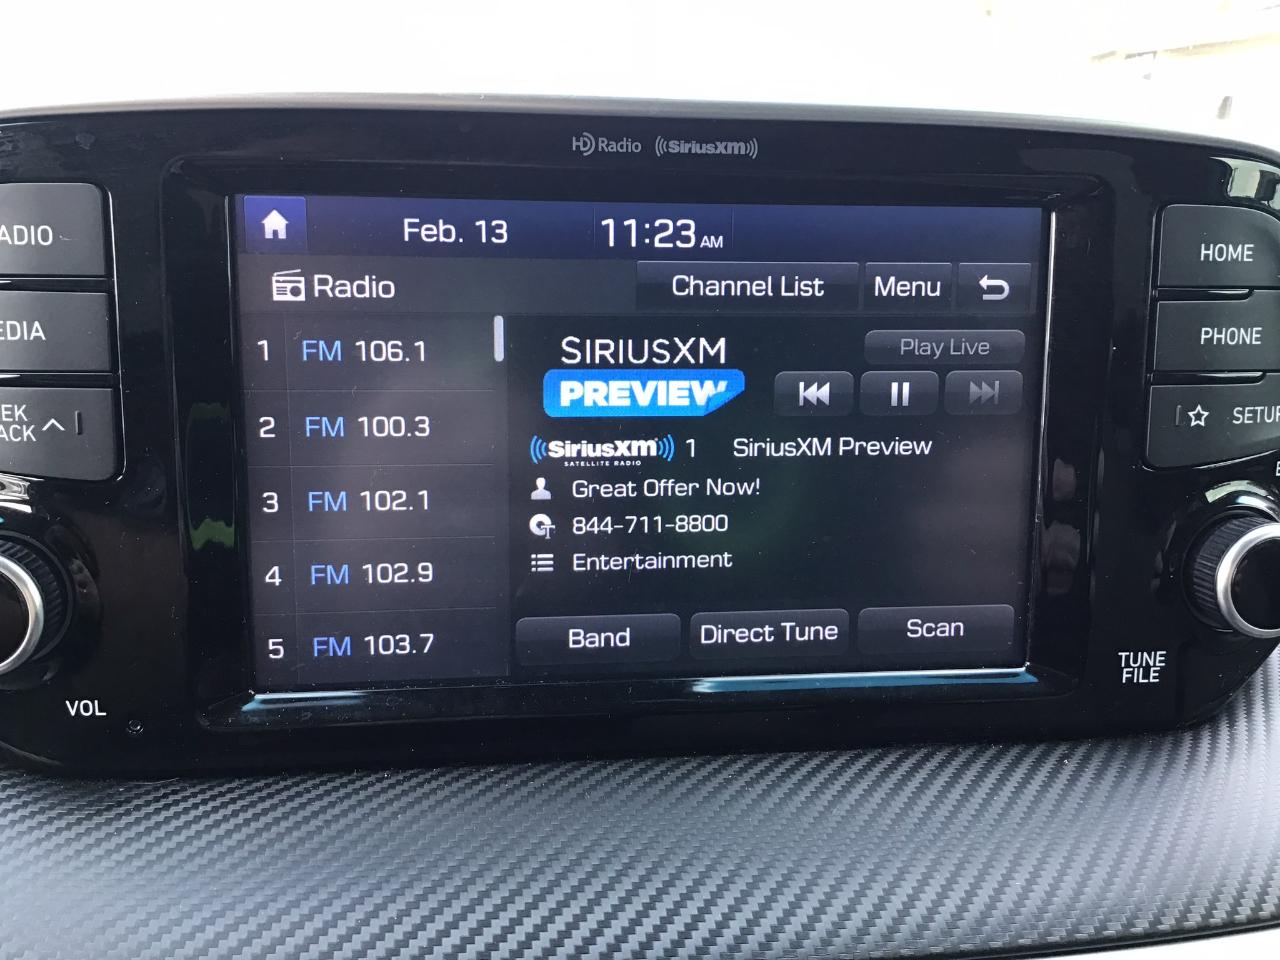 HD Radio ((SiriusXM))
Feb. 13 11:23 AM
Radio Channel List Menu
1 FM 106.1
2 FM 100.3
3 FM 102.1
4 FM 102.9
5 FM 103.7
SIRIUSXM
PREVIEW
Play Live
((SiriusXM)) 1 SiriusXM Preview
SATELLITE RADIO
Great Offer Now!
844-711-8800
Entertainment
Band Direct Tune Scan
ADIO
EDIA
EK
ACK
VOL
HOME
PHONE
SETUP
TUNE
FILE